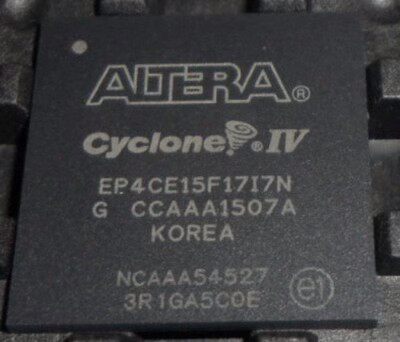 ALTERA®
Cyclone® IV
EP4CE15F17I7N
G CCAAA1507A
KOREA
NCAAA54527
3R1GA5C0E e1